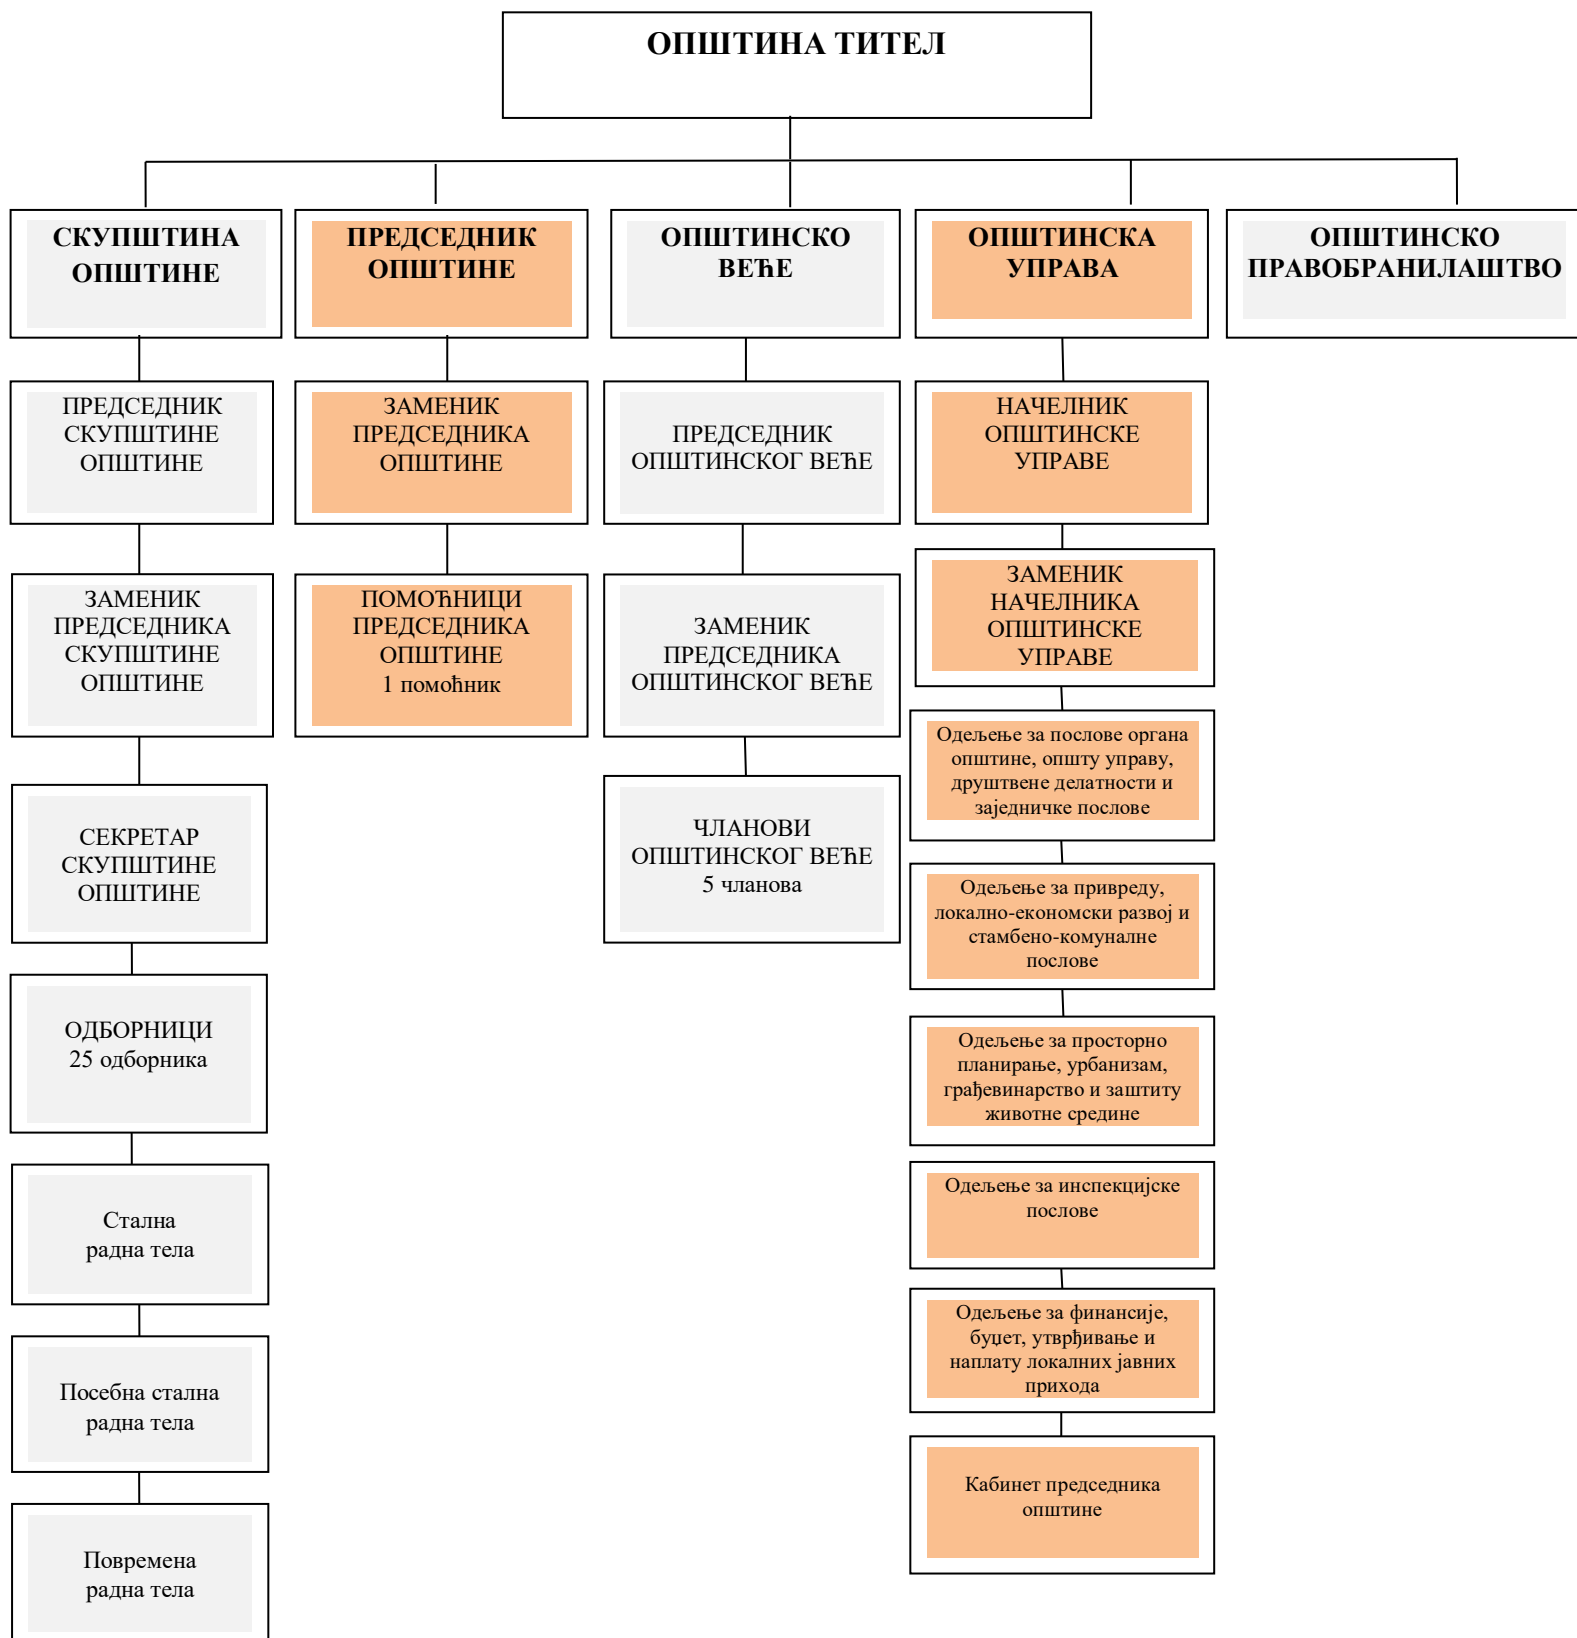 ОПШТИНА ТИТЕЛ
СКУПШТИНА
ОПШТИНЕ
ПРЕДСЕДНИК
ОПШТИНЕ
ОПШТИНСКО
ВЕЋЕ
ОПШТИНСКА
УПРАВА
ОПШТИНСКО
ПРАВОБРАНИЛАШТВО
ПРЕДСЕДНИК
СКУПШТИНЕ
ОПШТИНЕ
ЗАМЕНИК
ПРЕДСЕДНИКА
СКУПШТИНЕ
ОПШТИНЕ
СЕКРЕТАР
СКУПШТИНЕ
ОПШТИНЕ
ОДБОРНИЦИ
25 одборника
Стална
радна тела
Посебна стална
радна тела
Повремена
радна тела
ЗАМЕНИК
ПРЕДСЕДНИКА
ОПШТИНЕ
ПОМОЋНИЦИ
ПРЕДСЕДНИКА
ОПШТИНЕ
1 помоћник
ПРЕДСЕДНИК
ОПШТИНСКОГ ВЕЋЕ
ЗАМЕНИК
ПРЕДСЕДНИКА
ОПШТИНСКОГ ВЕЋЕ
ЧЛАНОВИ
ОПШТИНСКОГ ВЕЋЕ
5 чланова
НАЧЕЛНИК
ОПШТИНСКЕ
УПРАВЕ
ЗАМЕНИК
НАЧЕЛНИКА
ОПШТИНСКЕ
УПРАВЕ
Одељење за послове органа
општине, општу управу,
друштвене делатности и
заједничке послове
Одељење за привреду,
локално-економски развој и
стамбено-комуналне
послове
Одељење за просторно
планирање, урбанизам,
грађевинарство и заштиту
животне средине
Одељење за инспекцијске
послове
Одељење за финансије,
буџет, утврђивање и
наплату локалних јавних
прихода
Кабинет председника
општине